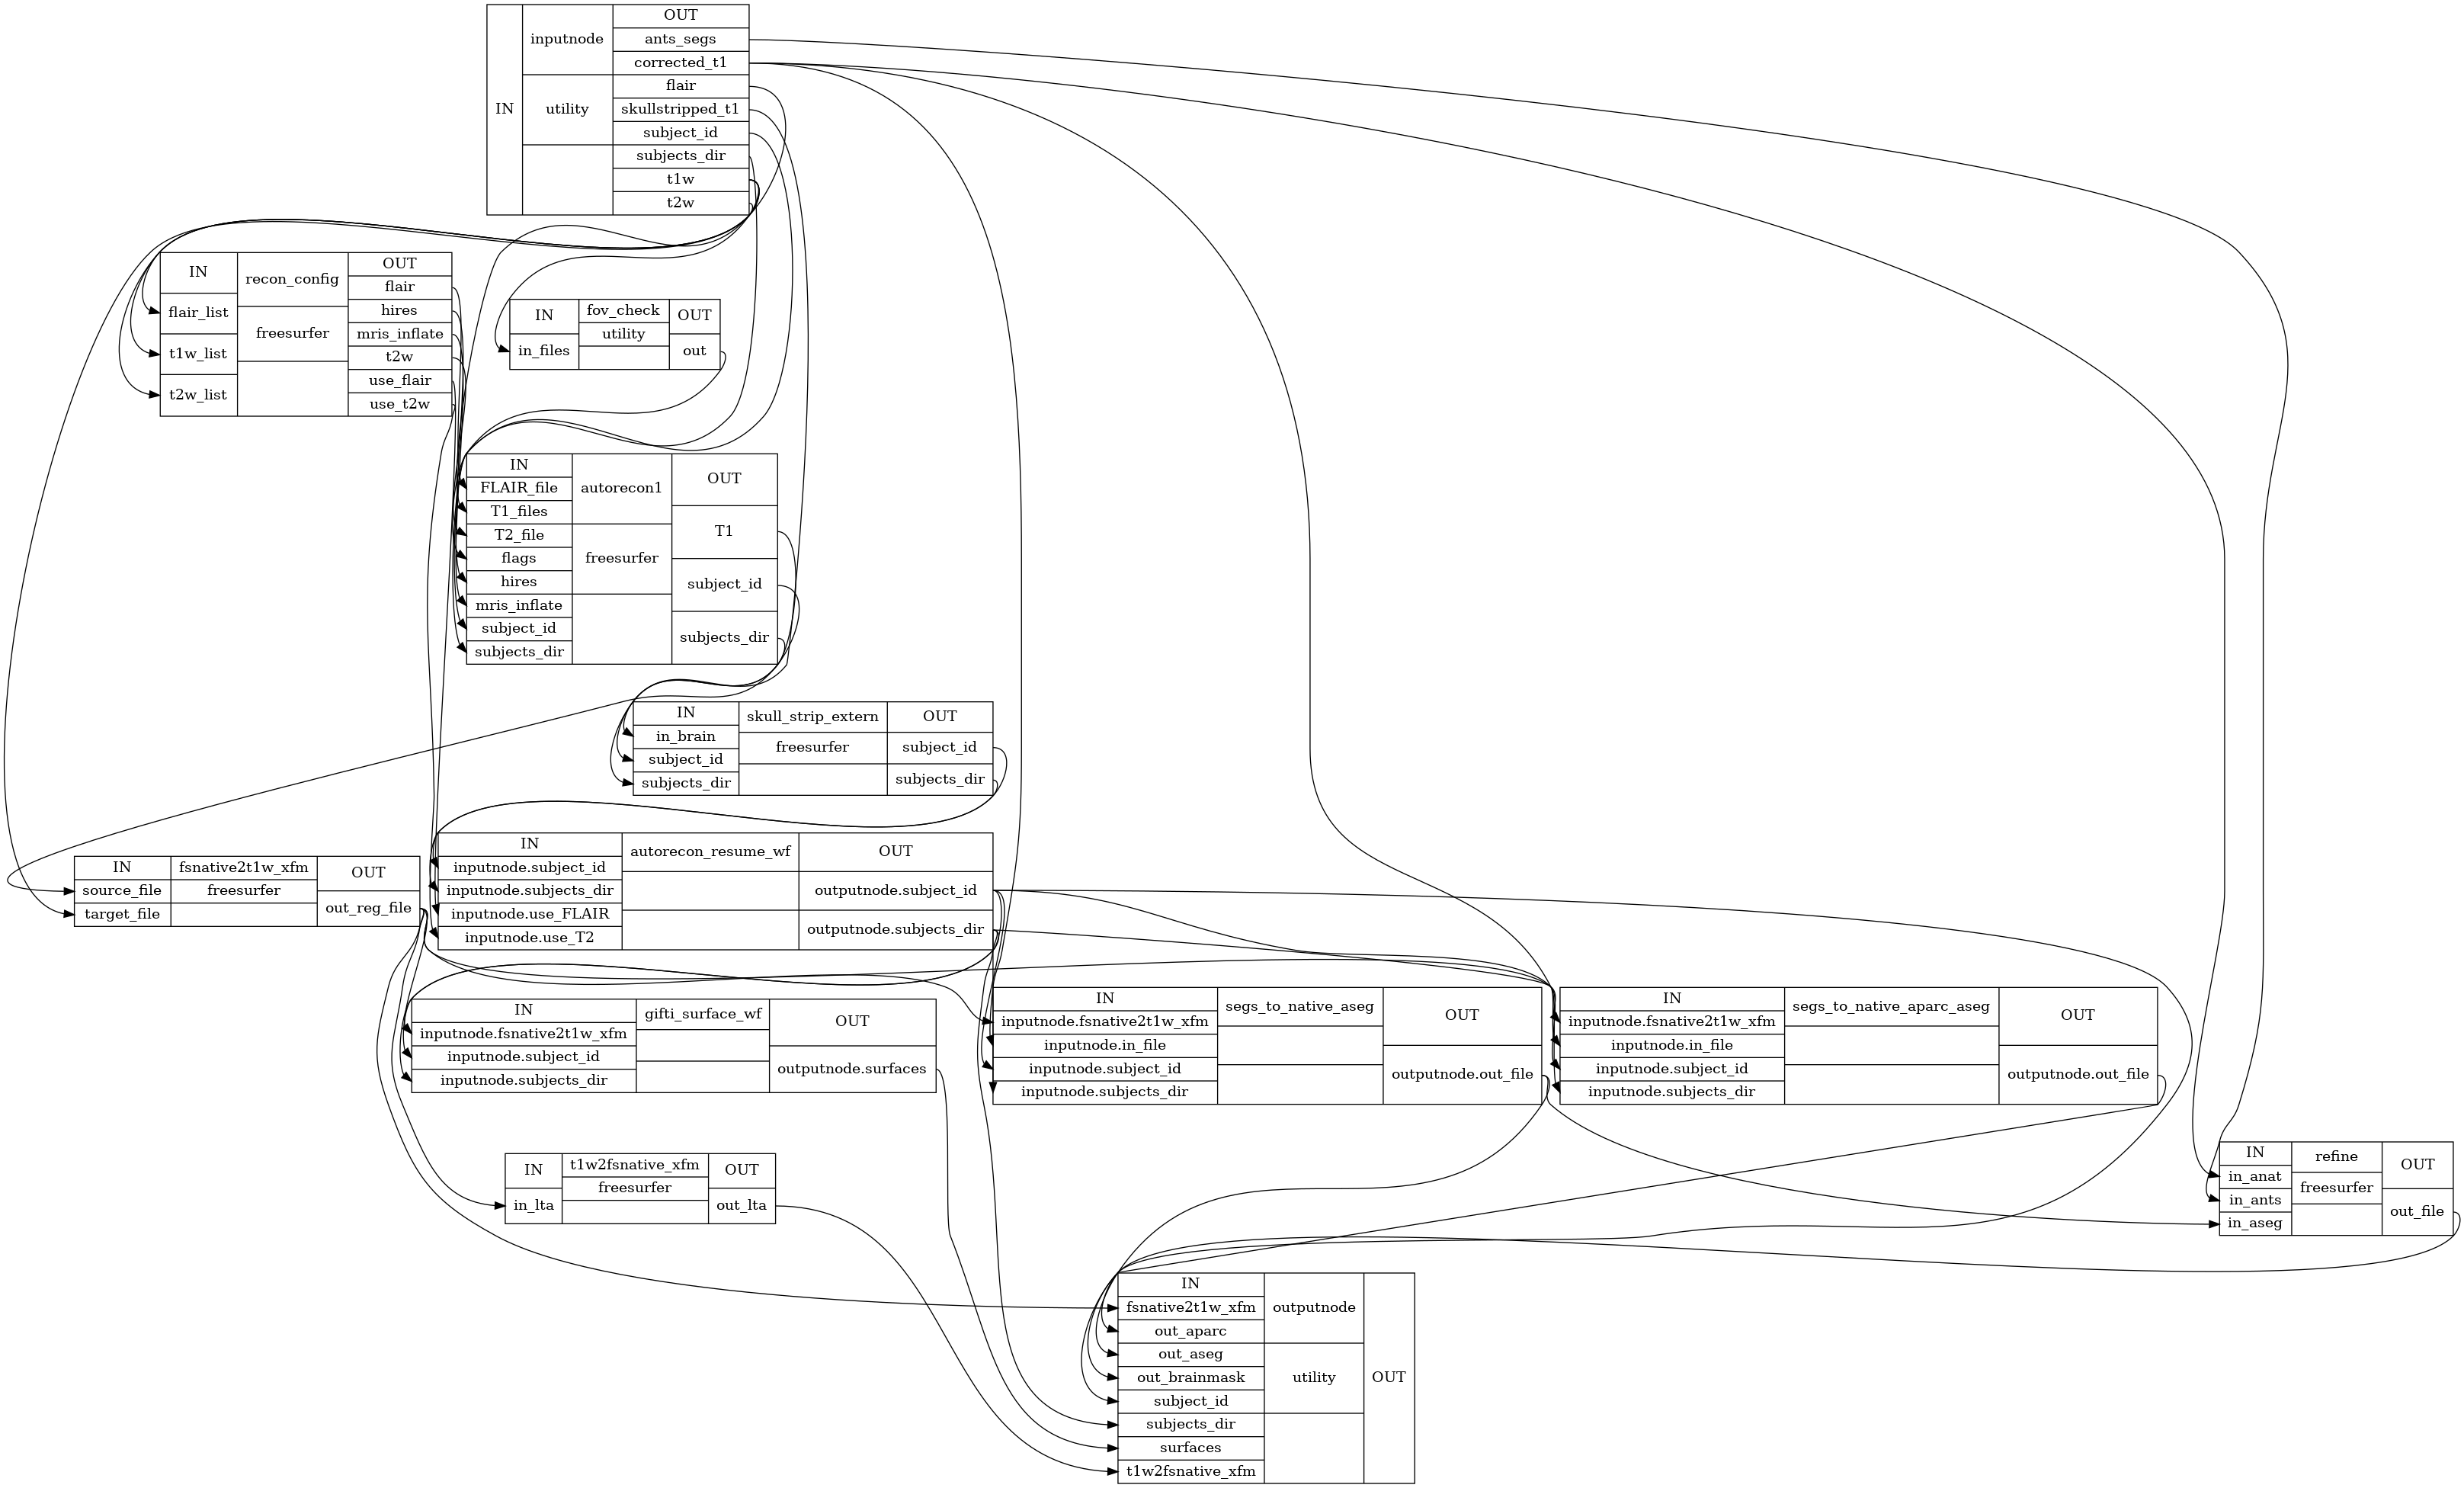 IN
inputnode
utility
OUT
ants_segs
corrected_t1
flair
skullstripped_t1
subject_id
subjects_dir
t1w
t2w
IN
flair_list
t1w_list
t2w_list
recon_config
freesurfer
OUT
flair
hires
mris_inflate
t2w
use_flair
use_t2w
IN
in_files
fov_check
utility
OUT
out
IN
FLAIR_file
T1_files
T2_file
flags
hires
mris_inflate
subject_id
subjects_dir
autorecon1
freesurfer
OUT
T1
subject_id
subjects_dir
IN
in_brain
subject_id
subjects_dir
skull_strip_extern
freesurfer
OUT
subject_id
subjects_dir
IN
source_file
target_file
fsnative2t1w_xfm
freesurfer
OUT
out_reg_file
IN
inputnode.subject_id
inputnode.subjects_dir
inputnode.use_FLAIR
inputnode.use_T2
autorecon_resume_wf
OUT
outputnode.subject_id
outputnode.subjects_dir
IN
inputnode.fsnative2t1w_xfm
inputnode.subject_id
inputnode.subjects_dir
gifti_surface_wf
OUT
outputnode.surfaces
IN
inputnode.fsnative2t1w_xfm
inputnode.in_file
inputnode.subject_id
inputnode.subjects_dir
segs_to_native_aseg
OUT
outputnode.out_file
IN
inputnode.fsnative2t1w_xfm
inputnode.in_file
inputnode.subject_id
inputnode.subjects_dir
segs_to_native_aparc_aseg
OUT
outputnode.out_file
IN
in_lta
t1w2fsnative_xfm
freesurfer
OUT
out_lta
IN
in_anat
in_ants
in_aseg
refine
freesurfer
OUT
out_file
IN
fsnative2t1w_xfm
out_aparc
out_aseg
out_brainmask
subject_id
subjects_dir
surfaces
t1w2fsnative_xfm
outputnode
utility
OUT